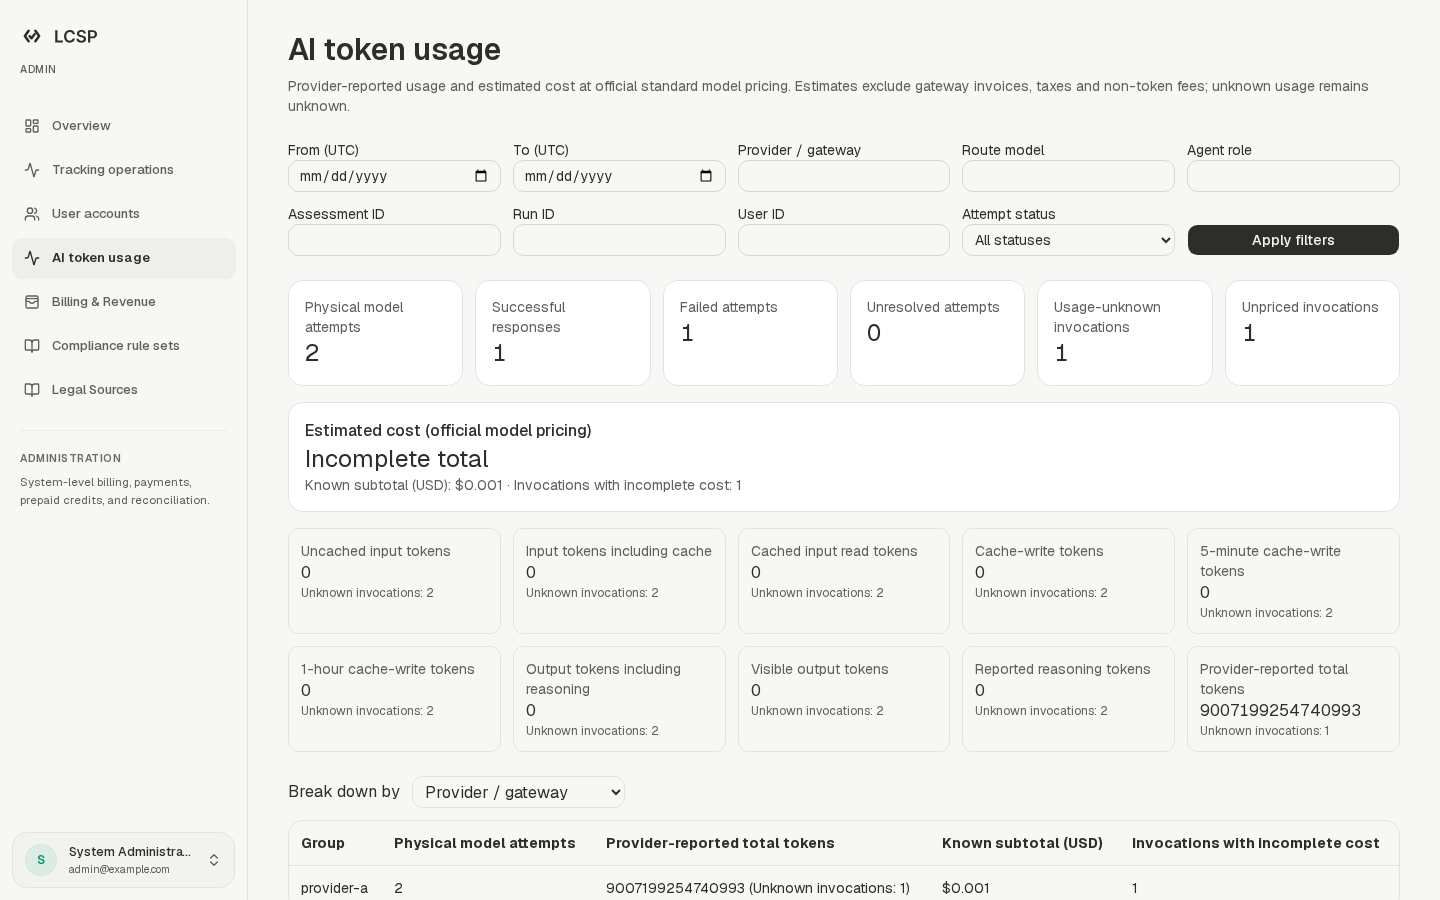 LCSP
ADMIN
Overview
Tracking operations
User accounts
AI token usage
Billing & Revenue
Compliance rule sets
Legal Sources
ADMINISTRATION
System-level billing, payments,
prepaid credits, and reconciliation.
S
System Administra...
admin@example.com
AI token usage
Provider-reported usage and estimated cost at official standard model pricing. Estimates exclude gateway invoices, taxes and non-token fees; unknown usage remains
unknown.
From (UTC)
mm/dd/yyyy
To (UTC)
mm/dd/yyyy
Provider / gateway
Route model
Agent role
Assessment ID
Run ID
User ID
Attempt status
All statuses
Apply filters
Physical model
attempts
2
Successful
responses
1
Failed attempts
1
Unresolved attempts
0
Usage-unknown
invocations
1
Unpriced invocations
1
Estimated cost (official model pricing)
Incomplete total
Known subtotal (USD): $0.001 · Invocations with incomplete cost: 1
Uncached input tokens
0
Unknown invocations: 2
Input tokens including cache
0
Unknown invocations: 2
Cached input read tokens
0
Unknown invocations: 2
Cache-write tokens
0
Unknown invocations: 2
5-minute cache-write
tokens
0
Unknown invocations: 2
1-hour cache-write tokens
0
Unknown invocations: 2
Output tokens including
reasoning
0
Unknown invocations: 2
Visible output tokens
0
Unknown invocations: 2
Reported reasoning tokens
0
Unknown invocations: 2
Provider-reported total
tokens
9007199254740993
Unknown invocations: 1
Break down by Provider / gateway
Group Physical model attempts Provider-reported total tokens Known subtotal (USD) Invocations with incomplete cost
provider-a 2 9007199254740993 (Unknown invocations: 1) $0.001 1